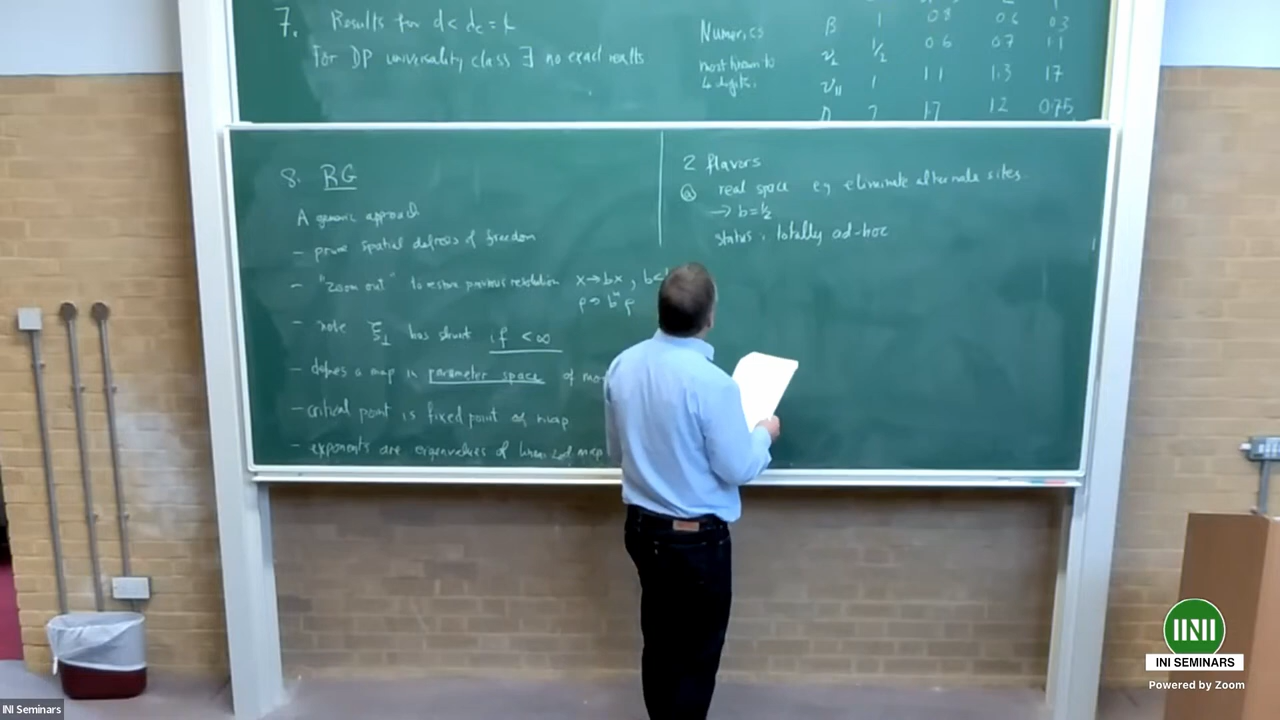 7. Results for d < dc =
For DP universality class ∃ no exact results
Numerics
most known to
4 digits.
β 1 0.8 0.6 0.3
ν⊥ 1/2 0.6 0.7 1.1
ν|| 1 1.1 1.3 1.7
2 1.7 1.2 0.75
8. RG
A generic approach
- prune spatial degrees of freedom
- "Zoom out" to restore previous resolution x→bx, b<
ρ→
- note ξ⊥ has shrunk if < ∞
- defines a map in parameter space of
- critical point is fixed point of map
- exponents are eigenvalues of linearized map
2 flavors
ⓐ real space eg eliminate alternate sites.
→ b=1/2
status: totally ad-hoc
INI SEMINARS
Powered by Zoom
INI Seminars